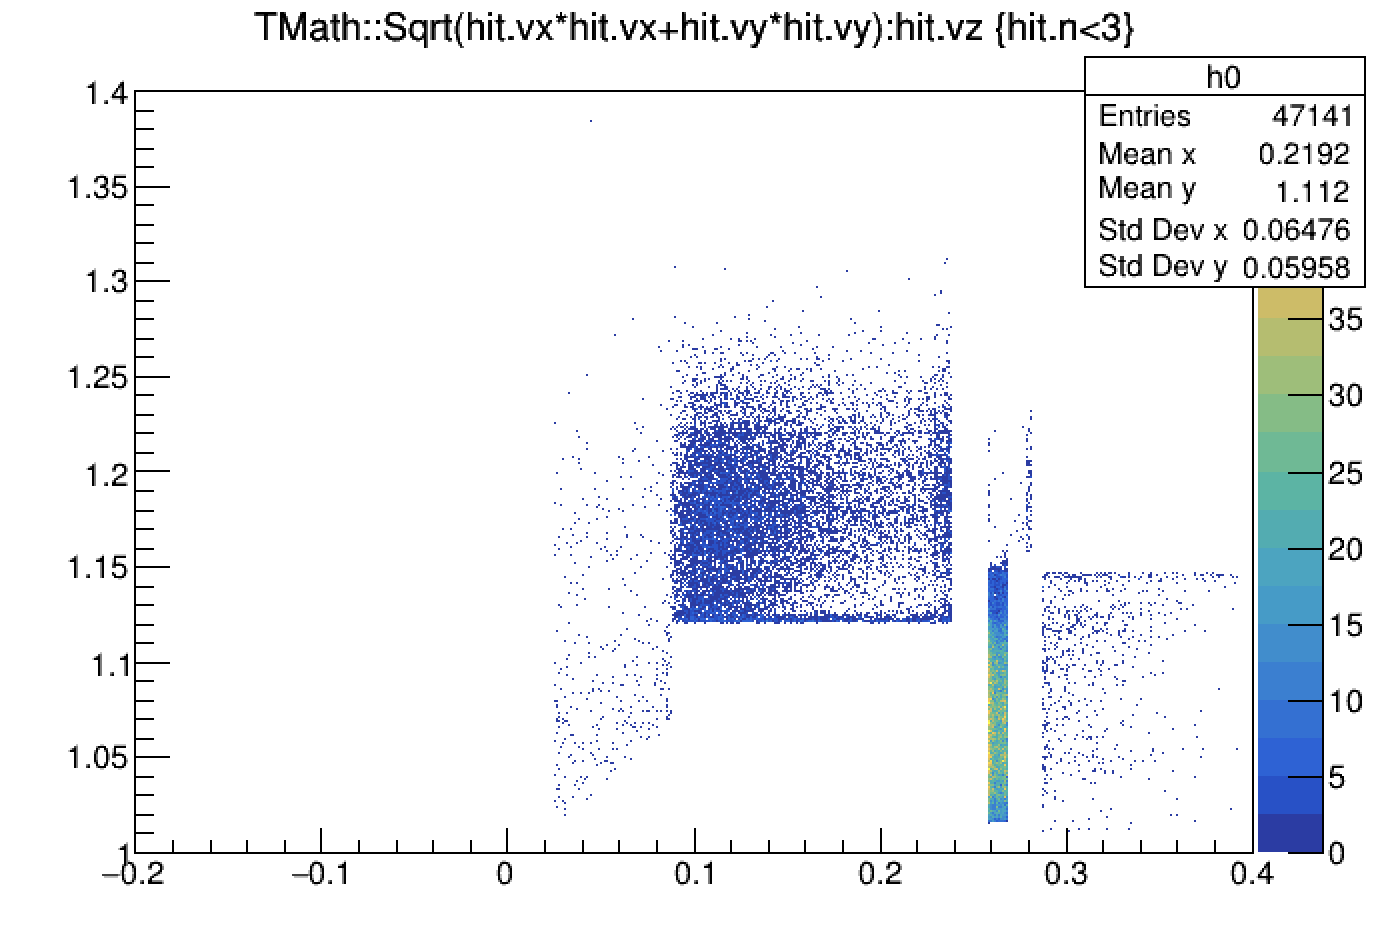 TMath::Sqrt(hit.vx*hit.vx+hit.vy*hit.vy):hit.vz {hit.n<3}
h0
Entries 47141
Mean x 0.2192
Mean y 1.112
Std Dev x 0.06476
Std Dev y 0.05958
1.4
1.35
1.3
1.25
1.2
1.15
1.1
1.05
1
−0.2 −0.1 0 0.1 0.2 0.3 0.4
35
30
25
20
15
10
5
0